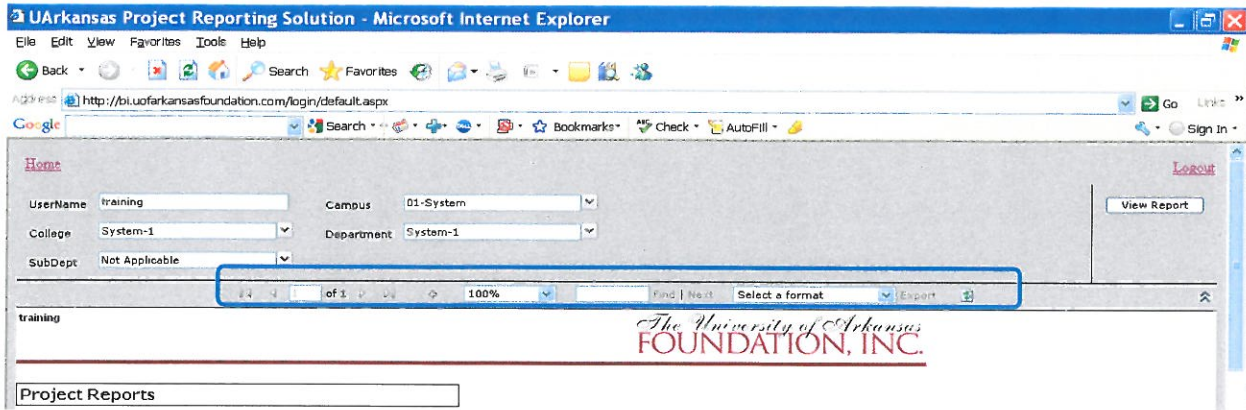 UArkansas Project Reporting Solution - Microsoft Internet Explorer
File Edit View Favorites Tools Help
Back Search Favorites
Address http://bi.uofarkansasfoundation.com/login/default.aspx Go Links »
Google Search Bookmarks Check AutoFill Sign In
Home Logout
UserName training Campus 01-System View Report
College System-1 Department System-1
SubDept Not Applicable
of 1 100% Find | Next Select a format Export
training
The University of Arkansas
FOUNDATION, INC.
Project Reports